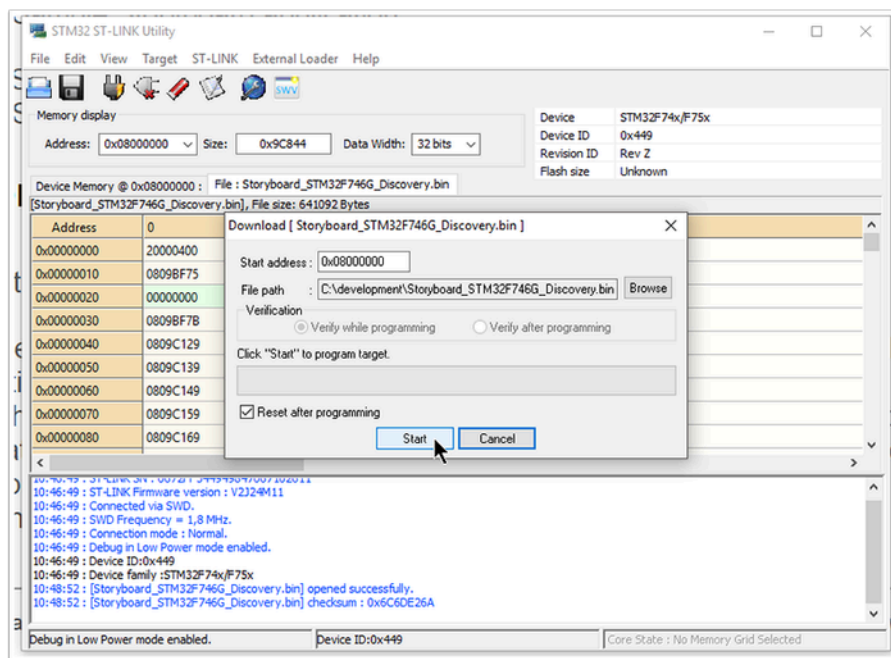 STM32 ST-LINK Utility
File Edit View Target ST-LINK External Loader Help
SWV
Memory display
Address: 0x08000000 Size: 0x9C844 Data Width: 32 bits
Device STM32F74x/F75x
Device ID 0x449
Revision ID Rev Z
Flash size Unknown
Device Memory @ 0x08000000 : File : Storyboard_STM32F746G_Discovery.bin
[Storyboard_STM32F746G_Discovery.bin], File size: 641092 Bytes
Address 0
0x00000000 20000400
0x00000010 0809BF75
0x00000020 00000000
0x00000030 0809BF7B
0x00000040 0809C129
0x00000050 0809C139
0x00000060 0809C149
0x00000070 0809C159
0x00000080 0809C169
Download [ Storyboard_STM32F746G_Discovery.bin ]
Start address : 0x08000000
File path : C:\development\Storyboard_STM32F746G_Discovery.bin Browse
Verification
Verify while programming Verify after programming
Click "Start" to program target.
Reset after programming
Start Cancel
10:46:49 : ST-LINK Firmware version : V2J24M11
10:46:49 : Connected via SWD.
10:46:49 : SWD Frequency = 1,8 MHz.
10:46:49 : Connection mode : Normal.
10:46:49 : Debug in Low Power mode enabled.
10:46:49 : Device ID:0x449
10:46:49 : Device family :STM32F74x/F75x
10:48:52 : [Storyboard_STM32F746G_Discovery.bin] opened successfully.
10:48:52 : [Storyboard_STM32F746G_Discovery.bin] checksum : 0x6C6DE26A
Debug in Low Power mode enabled. Device ID:0x449 Core State : No Memory Grid Selected